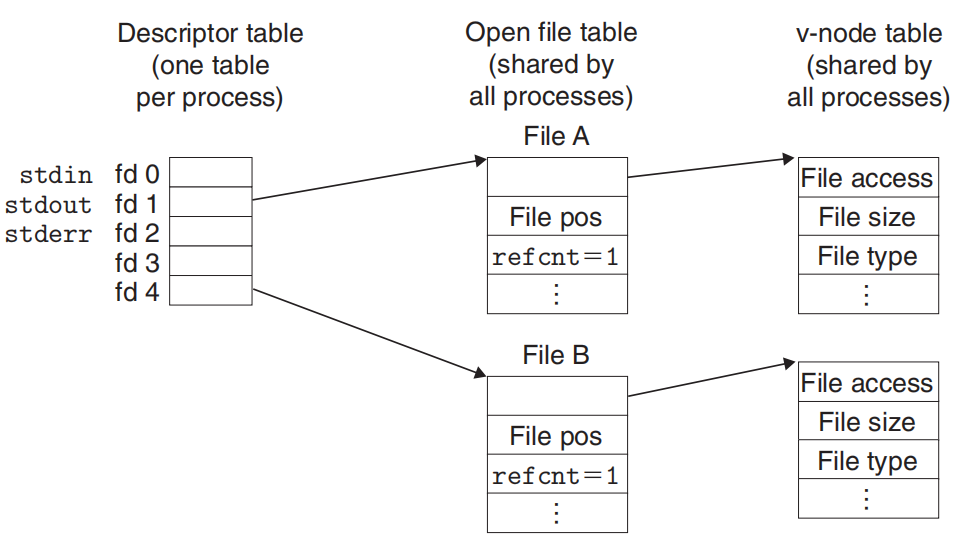 Descriptor table
(one table
per process)
Open file table
(shared by
all processes)
v-node table
(shared by
all processes)
stdin fd 0
stdout fd 1
stderr fd 2
fd 3
fd 4
File A
File pos
refcnt=1
⋮
File access
File size
File type
⋮
File B
File pos
refcnt=1
⋮
File access
File size
File type
⋮